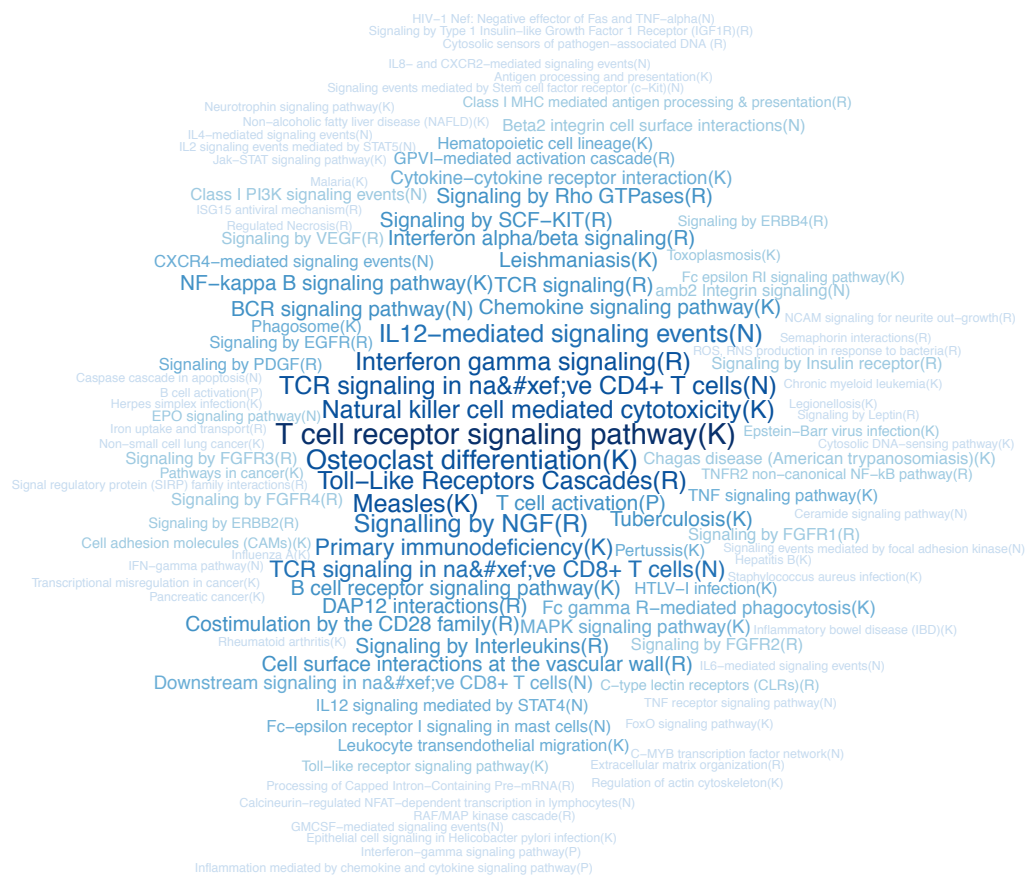 HIV−1 Nef: Negative effector of Fas and TNF−alpha(N)
Signaling by Type 1 Insulin−like Growth Factor 1 Receptor (IGF1R)(R)
Cytosolic sensors of pathogen−associated DNA (R)
IL8− and CXCR2−mediated signaling events(N)
Antigen processing and presentation(K)
Signaling events mediated by Stem cell factor receptor (c−Kit)(N)
Class I MHC mediated antigen processing & presentation(R)
Neurotrophin signaling pathway(K)
Non−alcoholic fatty liver disease (NAFLD)(K)
Beta2 integrin cell surface interactions(N)
IL4−mediated signaling events(N)
Hematopoietic cell lineage(K)
IL2 signaling events mediated by STAT5(N)
Jak−STAT signaling pathway(K)
GPVI−mediated activation cascade(R)
Malaria(K)
Cytokine−cytokine receptor interaction(K)
Class I PI3K signaling events(N)
Signaling by Rho GTPases(R)
ISG15 antiviral mechanism(R)
Regulated Necrosis(R)
Signaling by SCF−KIT(R)
Signaling by ERBB4(R)
Signaling by VEGF(R)
Interferon alpha/beta signaling(R)
CXCR4−mediated signaling events(N)
Leishmaniasis(K)
Toxoplasmosis(K)
NF−kappa B signaling pathway(K)
TCR signaling(R)
Fc epsilon RI signaling pathway(K)
amb2 Integrin signaling(N)
BCR signaling pathway(N)
Chemokine signaling pathway(K)
NCAM signaling for neurite out−growth(R)
Phagosome(K)
IL12−mediated signaling events(N)
Semaphorin interactions(R)
Signaling by EGFR(R)
ROS, RNS production in response to bacteria(R)
Signaling by PDGF(R)
Interferon gamma signaling(R)
Signaling by Insulin receptor(R)
Caspase cascade in apoptosis(N)
TCR signaling in na&#xef;ve CD4+ T cells(N)
Chronic myeloid leukemia(K)
B cell activation(P)
Herpes simplex infection(K)
Natural killer cell mediated cytotoxicity(K)
Legionellosis(K)
EPO signaling pathway(N)
Signaling by Leptin(R)
Iron uptake and transport(R)
T cell receptor signaling pathway(K)
Epstein−Barr virus infection(K)
Non−small cell lung cancer(K)
Cytosolic DNA−sensing pathway(K)
Signaling by FGFR3(R)
Osteoclast differentiation(K)
Chagas disease (American trypanosomiasis)(K)
Pathways in cancer(K)
Signal regulatory protein (SIRP) family interactions(R)
Toll−Like Receptors Cascades(R)
TNFR2 non−canonical NF−kB pathway(R)
Signaling by FGFR4(R)
Measles(K)
T cell activation(P)
TNF signaling pathway(K)
Signaling by ERBB2(R)
Signalling by NGF(R)
Tuberculosis(K)
Ceramide signaling pathway(N)
Signaling by FGFR1(R)
Cell adhesion molecules (CAMs)(K)
Influenza A(K)
Primary immunodeficiency(K)
Pertussis(K)
Signaling events mediated by focal adhesion kinase(N)
Hepatitis B(K)
IFN−gamma pathway(N)
TCR signaling in na&#xef;ve CD8+ T cells(N)
Staphylococcus aureus infection(K)
Transcriptional misregulation in cancer(K)
B cell receptor signaling pathway(K)
HTLV−I infection(K)
Pancreatic cancer(K)
DAP12 interactions(R)
Fc gamma R−mediated phagocytosis(K)
Costimulation by the CD28 family(R)
MAPK signaling pathway(K)
Inflammatory bowel disease (IBD)(K)
Rheumatoid arthritis(K)
Signaling by Interleukins(R)
Signaling by FGFR2(R)
Cell surface interactions at the vascular wall(R)
IL6−mediated signaling events(N)
Downstream signaling in na&#xef;ve CD8+ T cells(N)
C−type lectin receptors (CLRs)(R)
IL12 signaling mediated by STAT4(N)
TNF receptor signaling pathway(N)
Fc−epsilon receptor I signaling in mast cells(N)
FoxO signaling pathway(K)
Leukocyte transendothelial migration(K)
C−MYB transcription factor network(N)
Toll−like receptor signaling pathway(K)
Extracellular matrix organization(R)
Processing of Capped Intron−Containing Pre−mRNA(R)
Regulation of actin cytoskeleton(K)
Calcineurin−regulated NFAT−dependent transcription in lymphocytes(N)
RAF/MAP kinase cascade(R)
GMCSF−mediated signaling events(N)
Epithelial cell signaling in Helicobacter pylori infection(K)
Interferon−gamma signaling pathway(P)
Inflammation mediated by chemokine and cytokine signaling pathway(P)